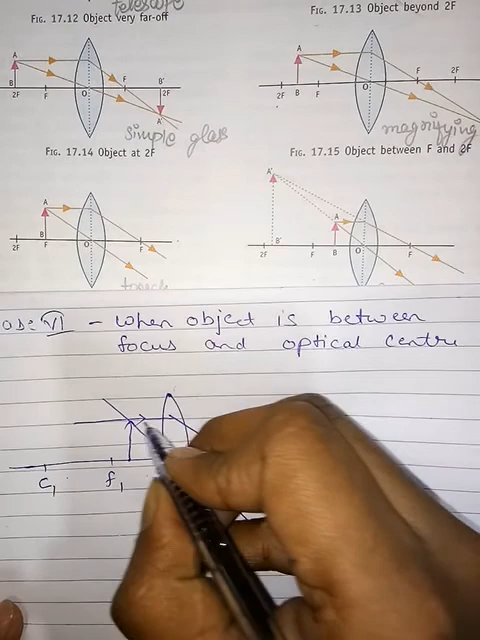 telescope
FIG. 17.12 Object very far-off
FIG. 17.13 Object beyond 2F
A
B
2F
F
O
F
B'
2F
A'
A
B
2F
F
O
F
2F
Simple glass
magnifying
FIG. 17.14 Object at 2F
FIG. 17.15 Object between F and 2F
A
B
2F
F
O
F
A'
B'
2F
F
A
B
O
F
VI - When object is between
focus and optical centre
C1
f1